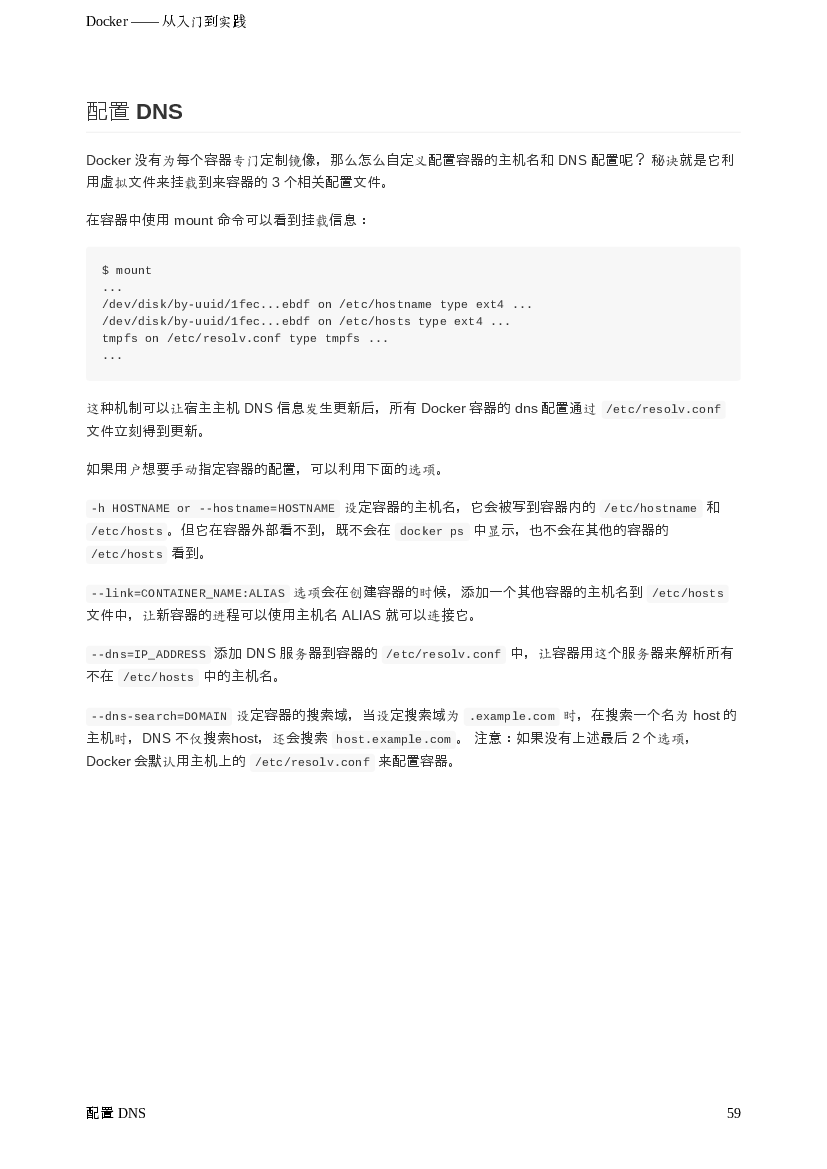 Docker —— 从入门到实践
配置 DNS
Docker 没有为每个容器专门定制镜像，那么怎么自定义配置容器的主机名和 DNS 配置呢？ 秘诀就是它利
用虚拟文件来挂载到来容器的 3 个相关配置文件。
在容器中使用 mount 命令可以看到挂载信息：
$ mount
...
/dev/disk/by-uuid/1fec...ebdf on /etc/hostname type ext4 ...
/dev/disk/by-uuid/1fec...ebdf on /etc/hosts type ext4 ...
tmpfs on /etc/resolv.conf type tmpfs ...
...
这种机制可以让宿主主机 DNS 信息发生更新后，所有 Docker 容器的 dns 配置通过 /etc/resolv.conf
文件立刻得到更新。
如果用户想要手动指定容器的配置，可以利用下面的选项。
-h HOSTNAME or --hostname=HOSTNAME 设定容器的主机名，它会被写到容器内的 /etc/hostname 和
/etc/hosts 。但它在容器外部看不到，既不会在 docker ps 中显示，也不会在其他的容器的
/etc/hosts 看到。
--link=CONTAINER_NAME:ALIAS 选项会在创建容器的时候，添加一个其他容器的主机名到 /etc/hosts
文件中，让新容器的进程可以使用主机名 ALIAS 就可以连接它。
--dns=IP_ADDRESS 添加 DNS 服务器到容器的 /etc/resolv.conf 中，让容器用这个服务器来解析所有
不在 /etc/hosts 中的主机名。
--dns-search=DOMAIN 设定容器的搜索域，当设定搜索域为 .example.com 时，在搜索一个名为 host 的
主机时，DNS 不仅搜索host，还会搜索 host.example.com 。 注意：如果没有上述最后 2 个选项，
Docker 会默认用主机上的 /etc/resolv.conf 来配置容器。
配置 DNS
59